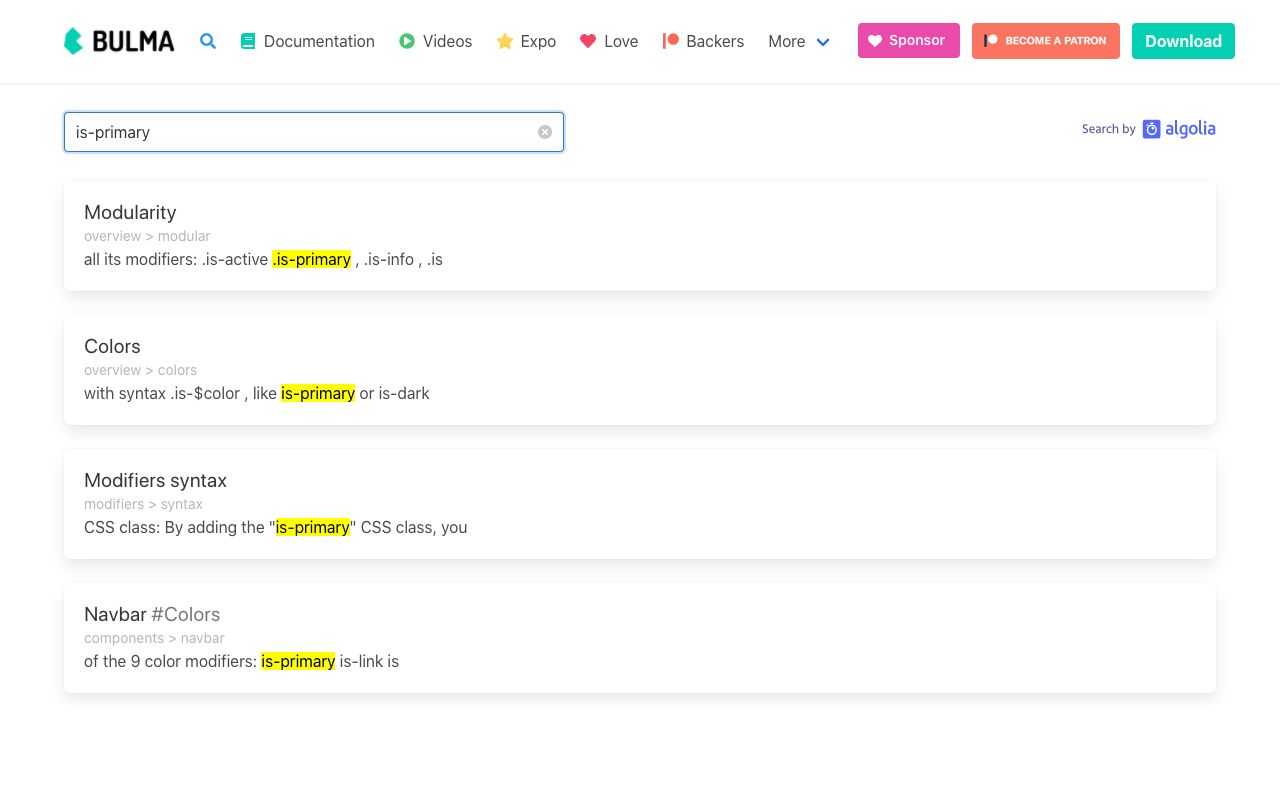 BULMA
Documentation
Videos
Expo
Love
Backers
More
Sponsor
BECOME A PATRON
Download
is-primary
Search by algolia
Modularity
overview > modular
all its modifiers: .is-active .is-primary , .is-info , .is
Colors
overview > colors
with syntax .is-$color , like is-primary or is-dark
Modifiers syntax
modifiers > syntax
CSS class: By adding the "is-primary" CSS class, you
Navbar #Colors
components > navbar
of the 9 color modifiers: is-primary is-link is